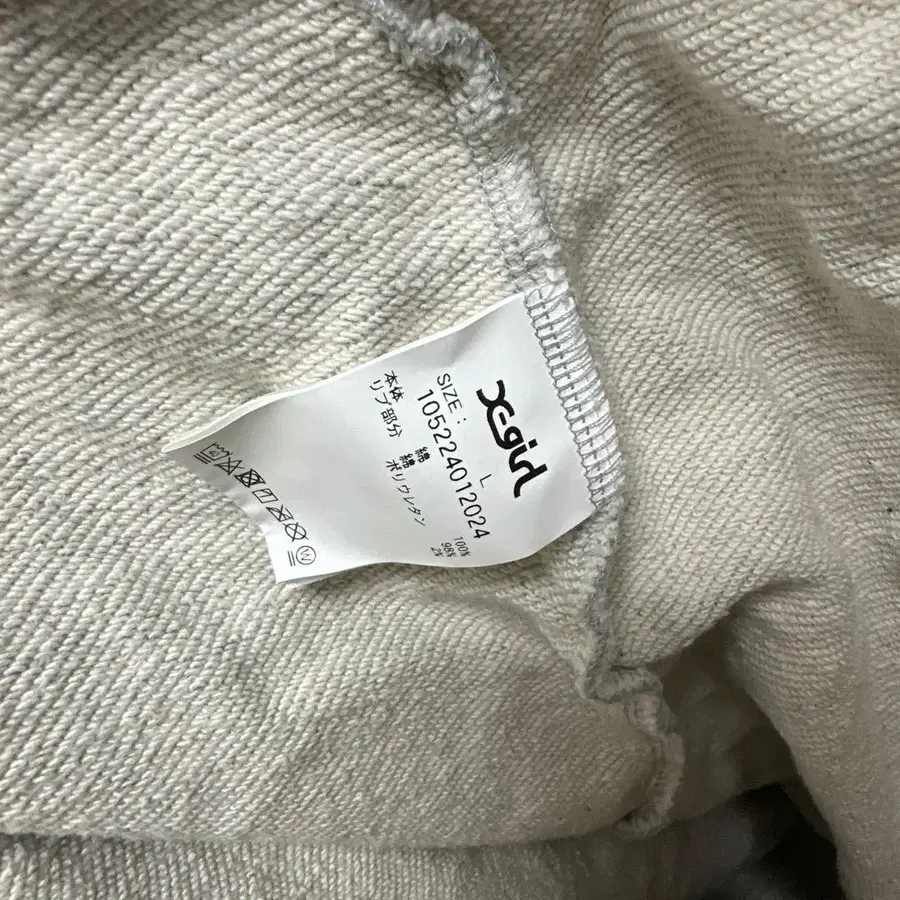 X-girl
SIZE: L
105224012024
本体 綿 100%
リブ部分 綿 98%
ポリウレタン 2%
W